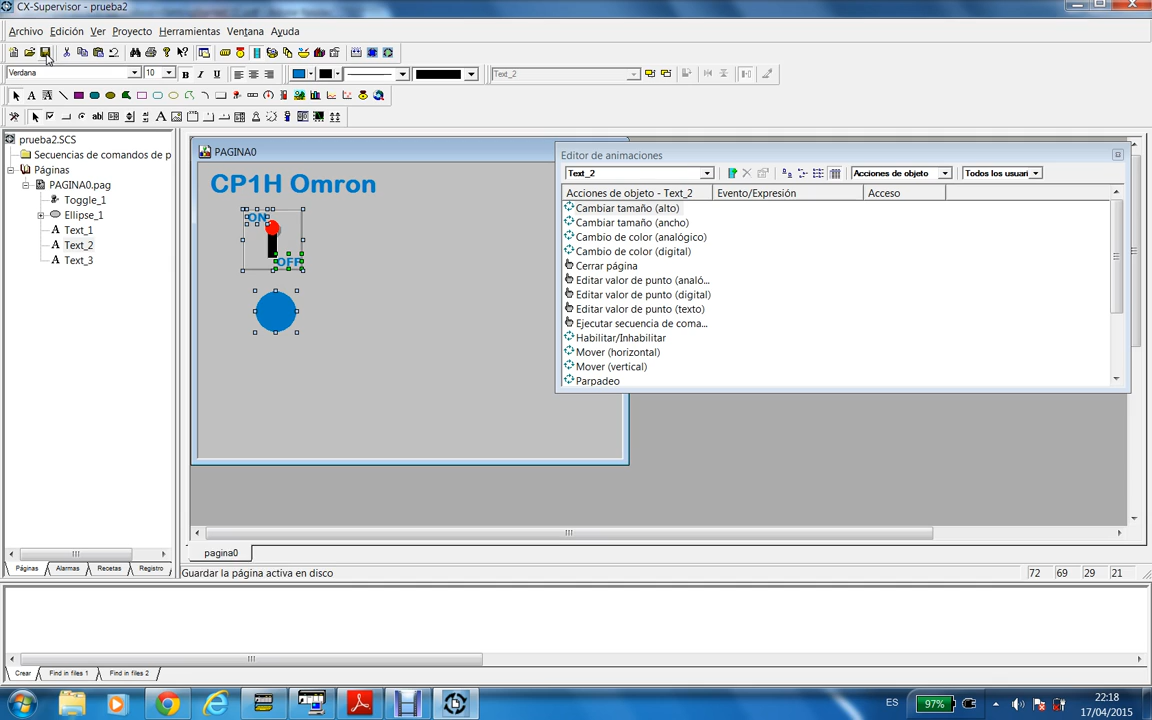 CX-Supervisor - prueba2
Archivo Edición Ver Proyecto Herramientas Ventana Ayuda
Verdana 10 B I U Text_2
prueba2.SCS
Secuencias de comandos de p
Páginas
PAGINA0.pag
Toggle_1
Ellipse_1
Text_1
Text_2
Text_3
Páginas Alarmas Recetas Registro
PAGINA0
CP1H Omron
ON
OFF
pagina0
Editor de animaciones
Text_2 Acciones de objeto Todos los usuari
Acciones de objeto - Text_2 Evento/Expresión Acceso
Cambiar tamaño (alto)
Cambiar tamaño (ancho)
Cambio de color (analógico)
Cambio de color (digital)
Cerrar página
Editar valor de punto (analó...
Editar valor de punto (digital)
Editar valor de punto (texto)
Ejecutar secuencia de coma...
Habilitar/Inhabilitar
Mover (horizontal)
Mover (vertical)
Parpadeo
Guardar la página activa en disco 72 69 29 21
Crear Find in files 1 Find in files 2
ES 97% 22:18
17/04/2015